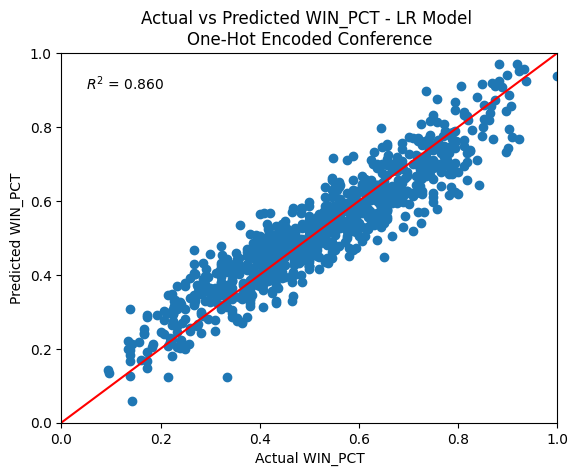 Actual vs Predicted WIN_PCT - LR Model
One-Hot Encoded Conference
R² = 0.860
1.0
0.8
0.6
0.4
0.2
0.0
Predicted WIN_PCT
0.0 0.2 0.4 0.6 0.8 1.0
Actual WIN_PCT